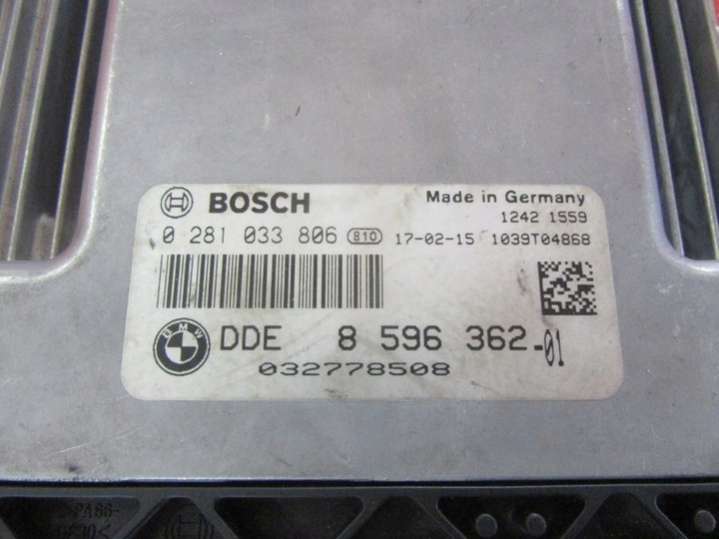 BOSCH
Made in Germany
1242 1559
0 281 033 806 810 17-02-15 1039T04868
BMW DDE 8 596 362-01
032778508